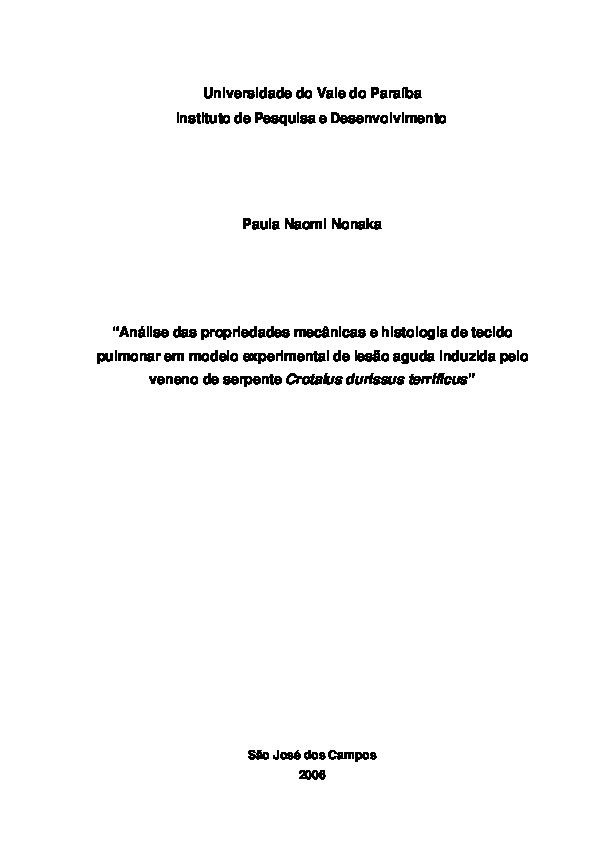 Universidade do Vale do Paraíba
Instituto de Pesquisa e Desenvolvimento
Paula Naomi Nonaka
“Análise das propriedades mecânicas e histologia de tecido
pulmonar em modelo experimental de lesão aguda induzida pelo
veneno de serpente Crotalus durissus terrificus”
São José dos Campos
2006